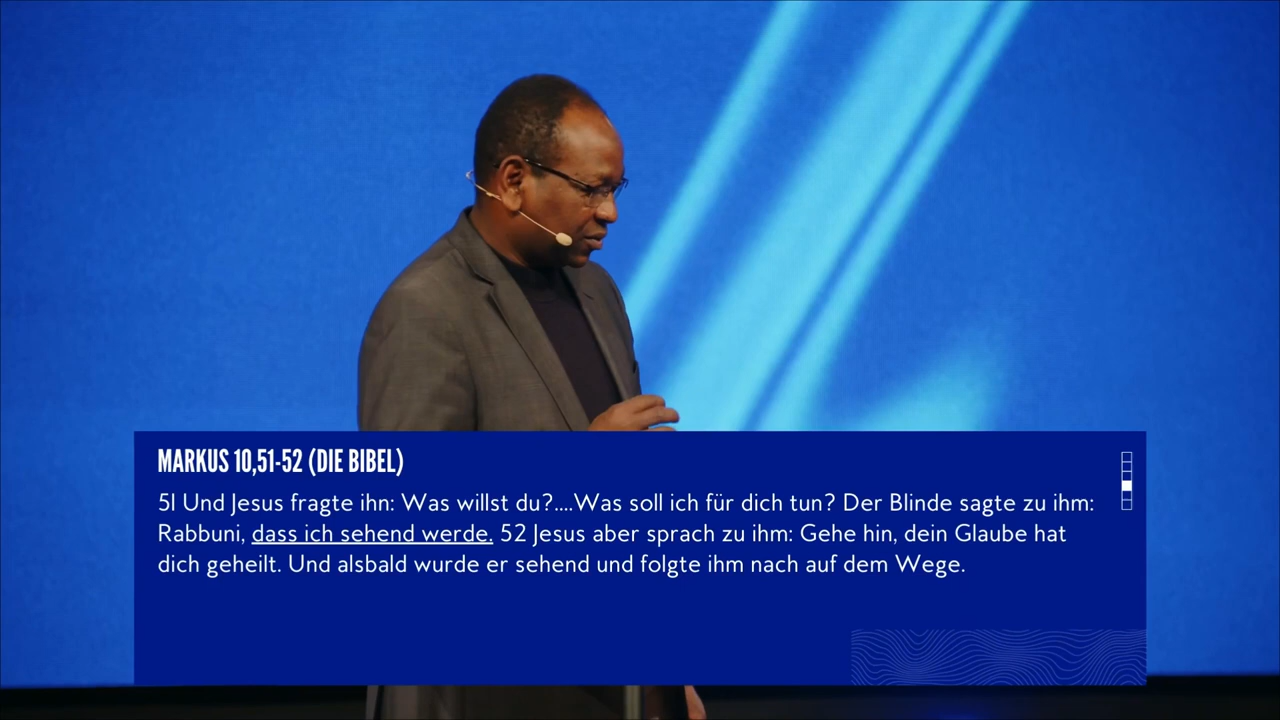 MARKUS 10,51-52 (DIE BIBEL)
51 Und Jesus fragte ihn: Was willst du?....Was soll ich für dich tun? Der Blinde sagte zu ihm:
Rabbuni, dass ich sehend werde. 52 Jesus aber sprach zu ihm: Gehe hin, dein Glaube hat
dich geheilt. Und alsbald wurde er sehend und folgte ihm nach auf dem Wege.